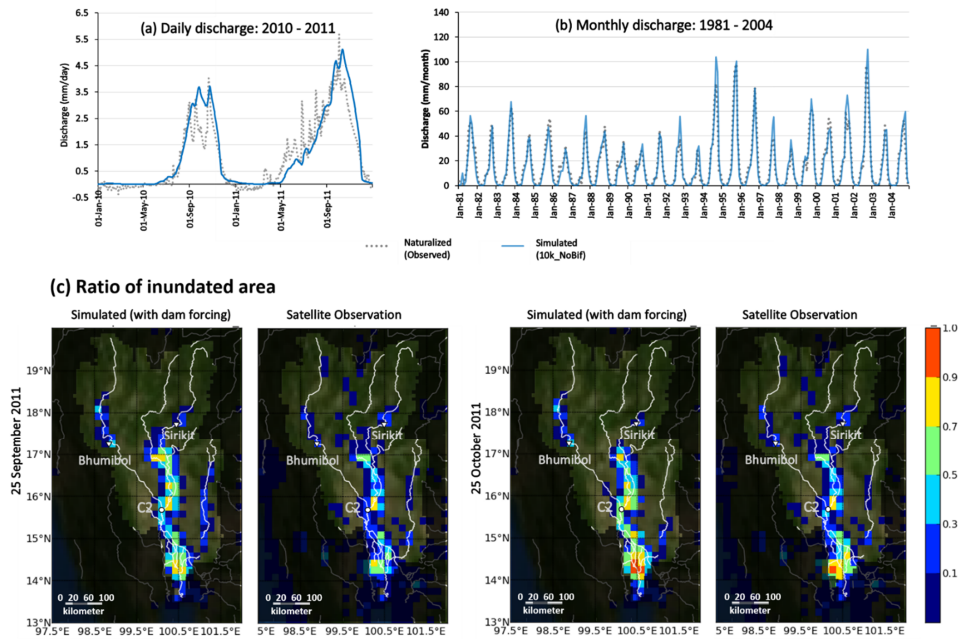 (a) Daily discharge: 2010 - 2011
6.5
5.5
4.5
3.5
2.5
1.5
0.5
-0.5
Discharge (mm/day)
01-Jan-10
01-May-10
01-Sep-10
01-Jan-11
01-May-11
01-Sep-11
(b) Monthly discharge: 1981 - 2004
140
120
100
80
60
40
20
0
Discharge (mm/month)
Jan-81
Jan-82
Jan-83
Jan-84
Jan-85
Jan-86
Jan-87
Jan-88
Jan-89
Jan-90
Jan-91
Jan-92
Jan-93
Jan-94
Jan-95
Jan-96
Jan-97
Jan-98
Jan-99
Jan-00
Jan-01
Jan-02
Jan-03
Jan-04
Naturalized
(Observed)
Simulated
(10k_NoBif)
(c) Ratio of inundated area
Simulated (with dam forcing)
Satellite Observation
Simulated (with dam forcing)
Satellite Observation
25 September 2011
19°N
18°N
17°N
16°N
15°N
14°N
13°N
Sirikit
Bhumibol
C2
0 20 60 100
kilometer
97.5°E 98.5°E 99.5°E 100.5°E 101.5°E
Sirikit
Bhumibol
C2
0 20 60 100
kilometer
5°E 98.5°E 99.5°E 100.5°E 101.5°E
25 October 2011
19°N
18°N
17°N
16°N
15°N
14°N
13°N
Sirikit
Bhumibol
C2
0 20 60 100
kilometer
97.5°E 98.5°E 99.5°E 100.5°E 101.5°E
Sirikit
Bhumibol
C2
0 20 60 100
kilometer
5°E 98.5°E 99.5°E 100.5°E 101.5°E
1.0
0.9
0.7
0.5
0.3
0.1